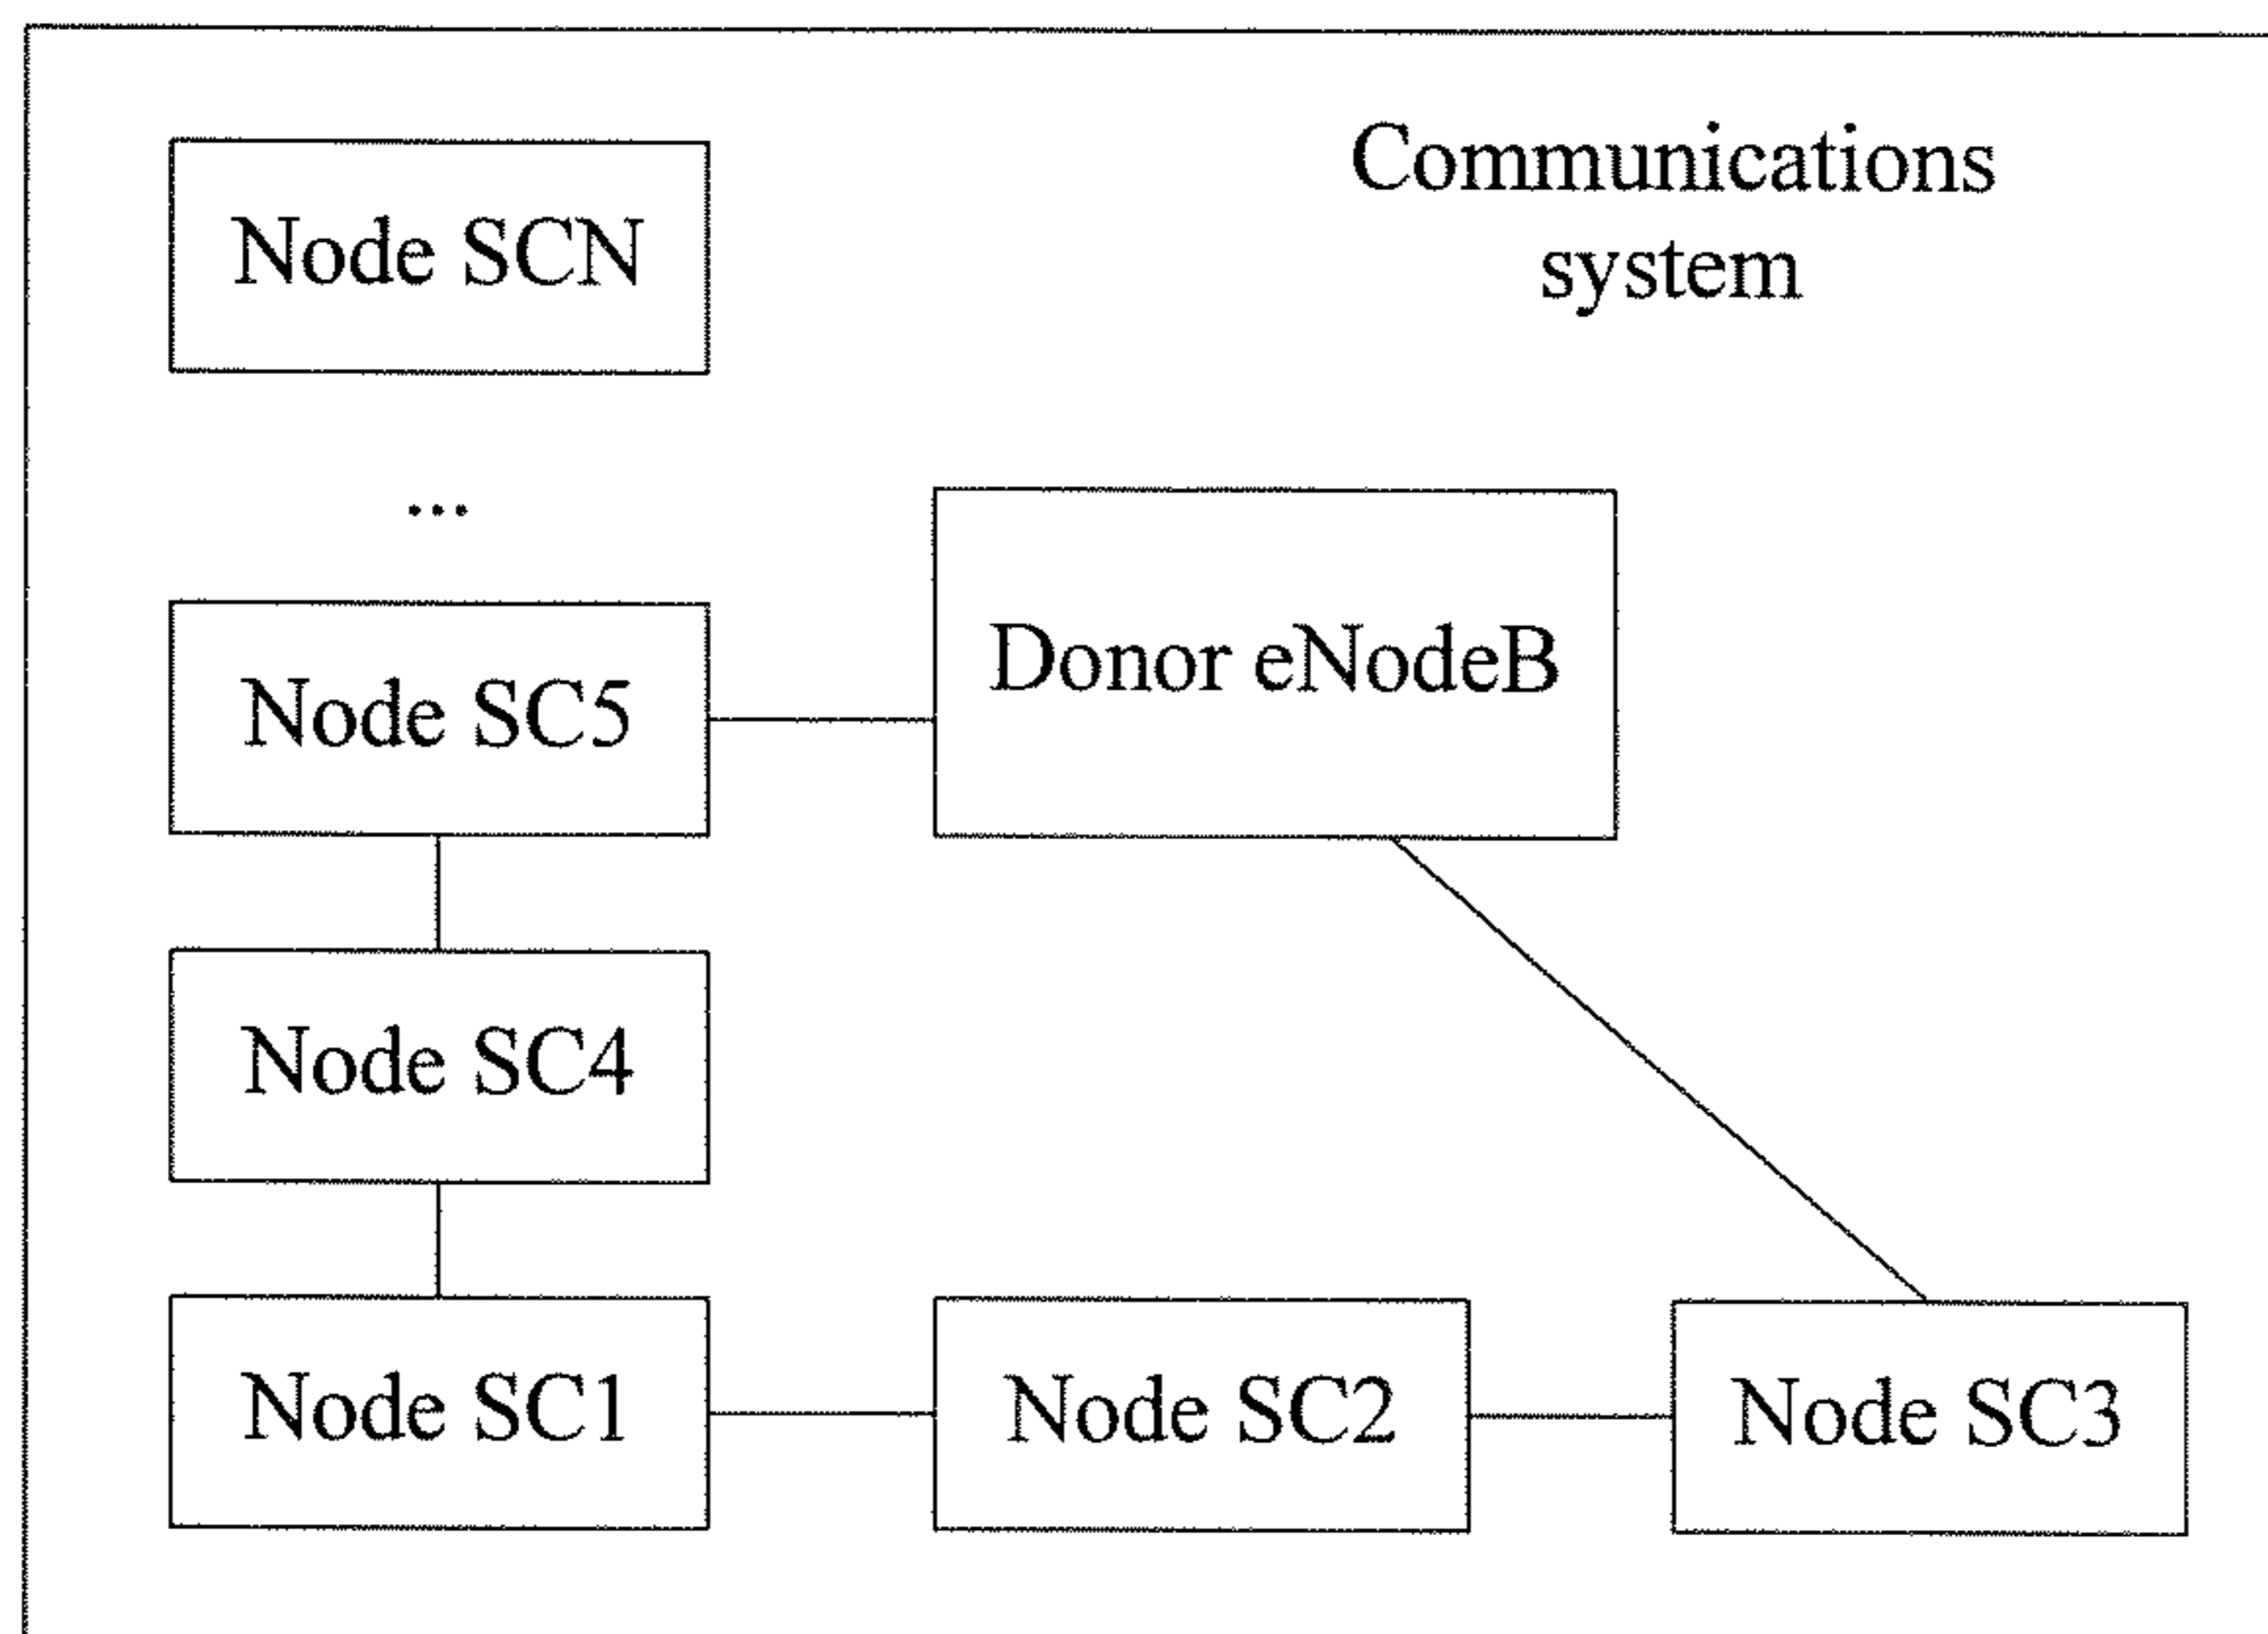 Communications
system
Node SCN
...
Node SC5
Donor eNodeB
Node SC4
Node SC1
Node SC2
Node SC3